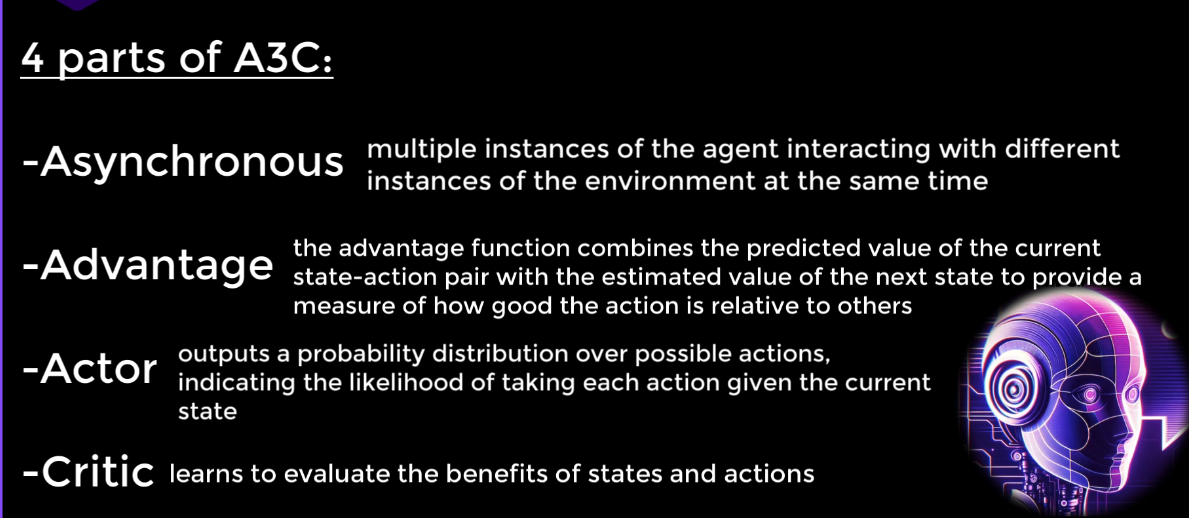 4 parts of A3C:
-Asynchronous
multiple instances of the agent interacting with different
instances of the environment at the same time
-Advantage
the advantage function combines the predicted value of the current
state-action pair with the estimated value of the next state to provide a
measure of how good the action is relative to others
-Actor
outputs a probability distribution over possible actions,
indicating the likelihood of taking each action given the current
state
-Critic
learns to evaluate the benefits of states and actions